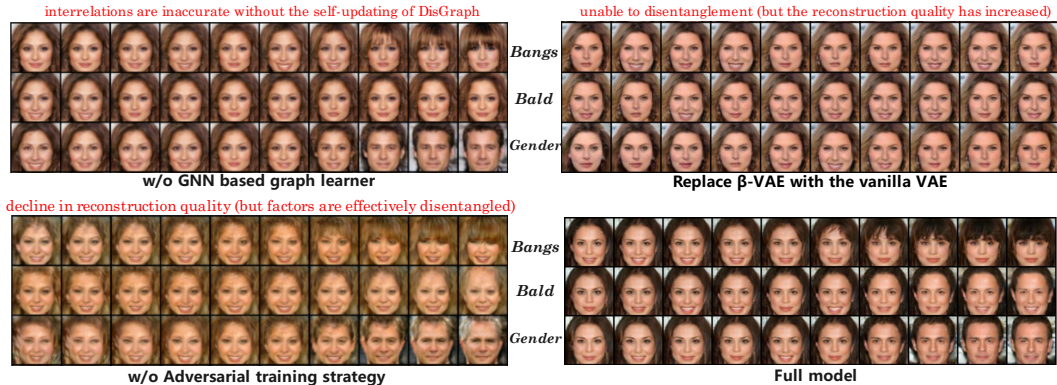 interrelations are inaccurate without the self-updating of DisGraph
unable to disentanglement (but the reconstruction quality has increased)
Bangs
Bald
Gender
w/o GNN based graph learner
Replace β-VAE with the vanilla VAE
decline in reconstruction quality (but factors are effectively disentangled)
Bangs
Bald
Gender
w/o Adversarial training strategy
Full model